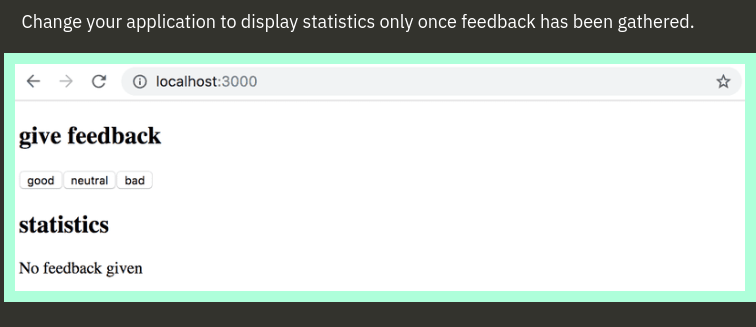 Change your application to display statistics only once feedback has been gathered.
localhost:3000
give feedback
good neutral bad
statistics
No feedback given